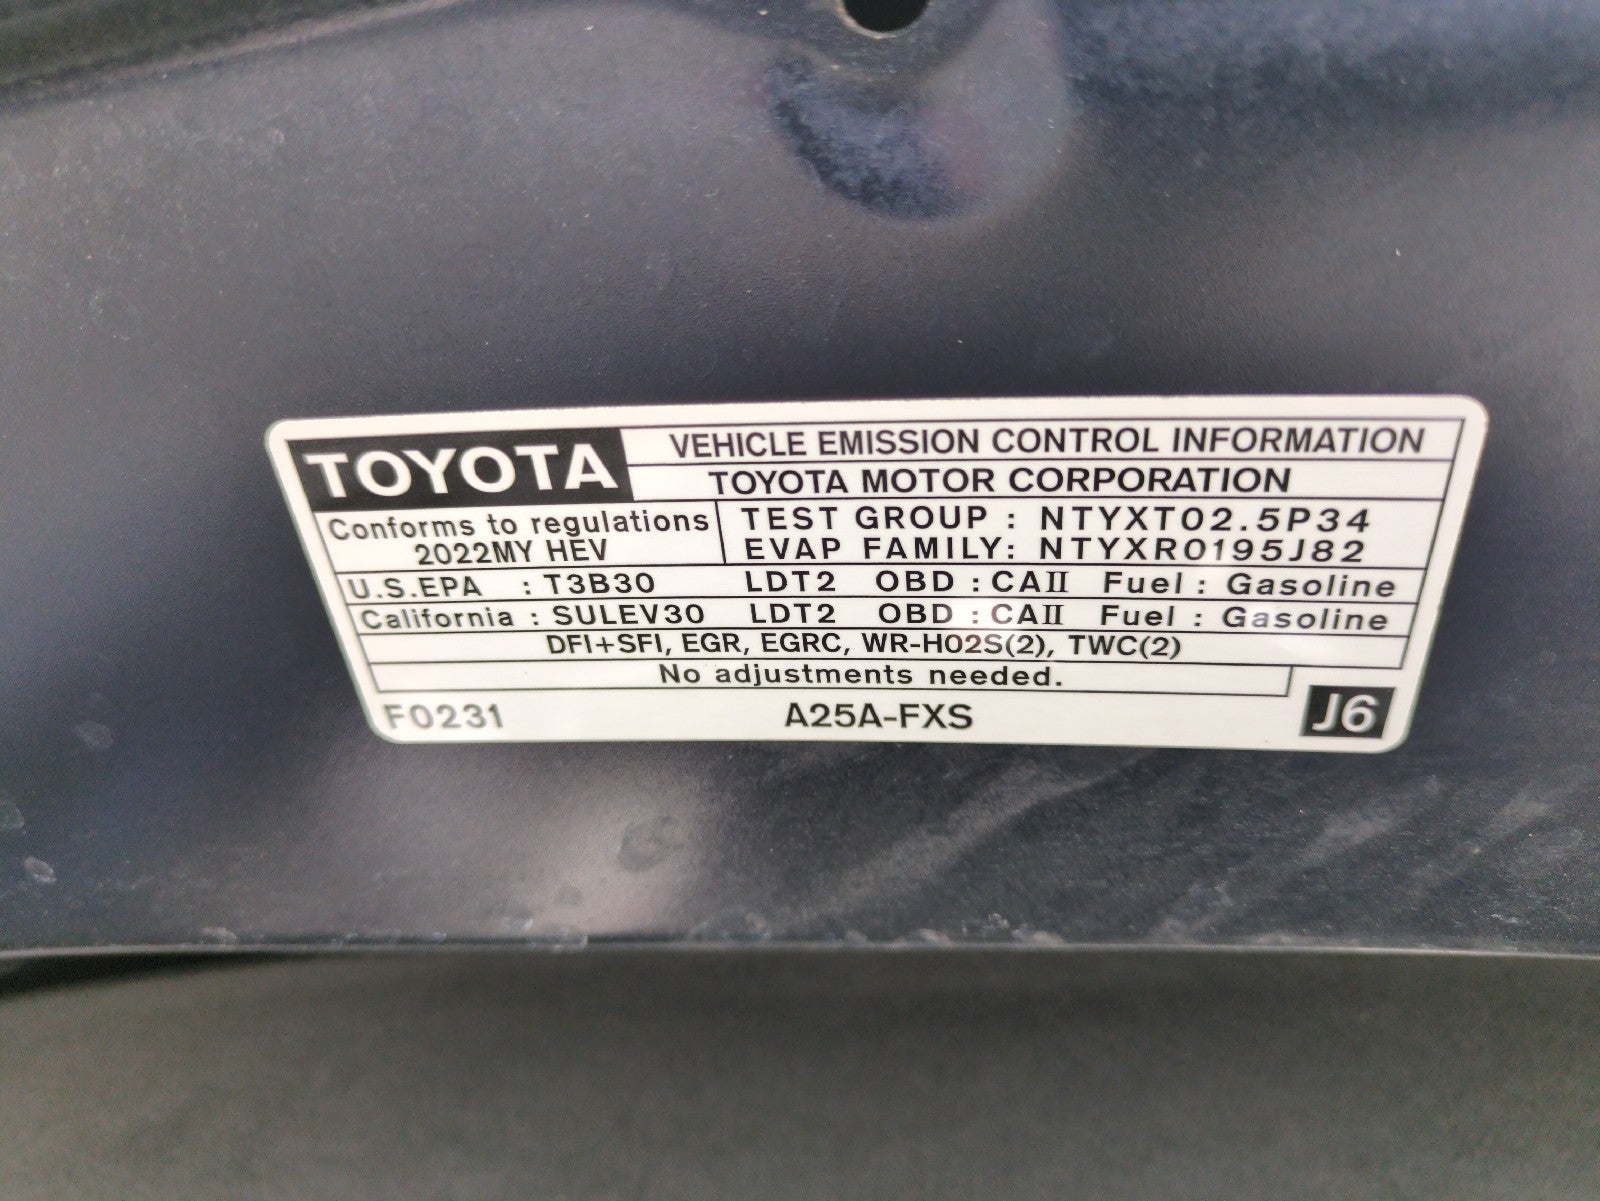 TOYOTA
VEHICLE EMISSION CONTROL INFORMATION
TOYOTA MOTOR CORPORATION
Conforms to regulations
2022MY HEV
TEST GROUP : NTYXT02.5P34
EVAP FAMILY: NTYXR0195J82
U.S.EPA : T3B30 LDT2 OBD : CAII Fuel : Gasoline
California : SULEV30 LDT2 OBD : CAII Fuel : Gasoline
DFI+SFI, EGR, EGRC, WR-HO2S(2), TWC(2)
No adjustments needed.
F0231 A25A-FXS J6